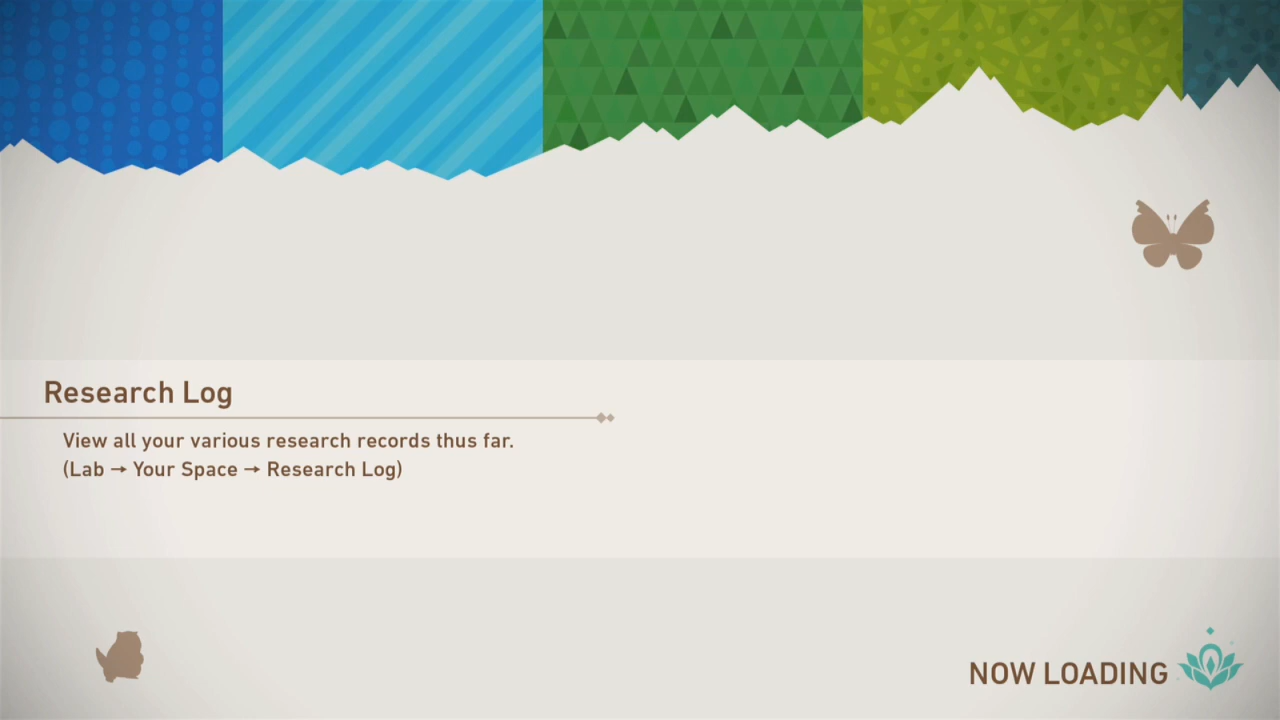 Research Log
View all your various research records thus far.
(Lab → Your Space → Research Log)
NOW LOADING